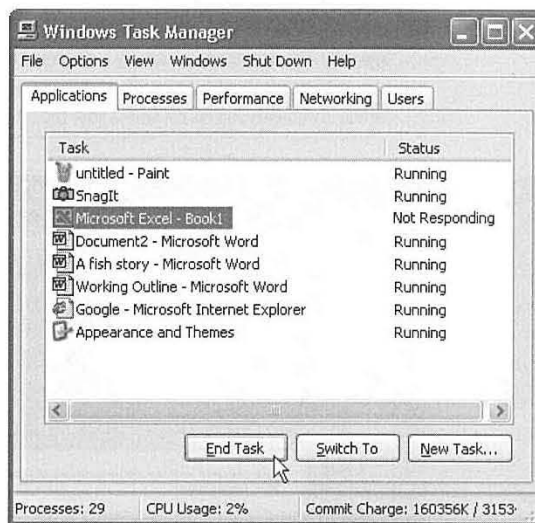 Windows Task Manager
File Options View Windows Shut Down Help
Applications Processes Performance Networking Users
Task Status
untitled - Paint Running
SnagIt Running
Microsoft Excel - Book1 Not Responding
Document2 - Microsoft Word Running
A fish story - Microsoft Word Running
Working Outline - Microsoft Word Running
Google - Microsoft Internet Explorer Running
Appearance and Themes Running
End Task Switch To New Task...
Processes: 29 CPU Usage: 2% Commit Charge: 160356K / 3153